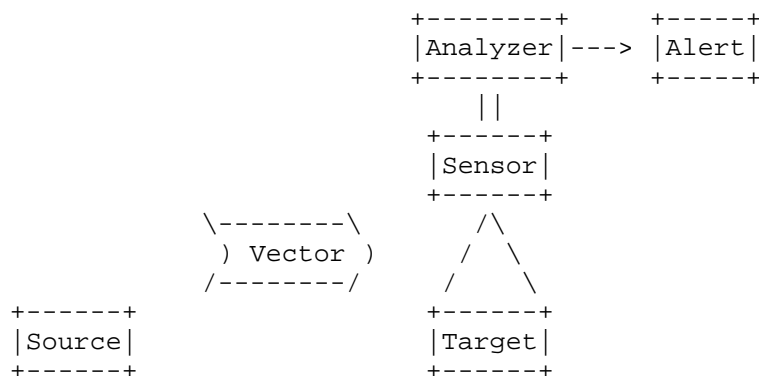 +--------+ +-----+
|Analyzer|---> |Alert|
+--------+ +-----+
||
+------+
|Sensor|
+------+
\--------\ /\
) Vector ) / \
/--------/ / \
+------+ +------+
|Source| |Target|
+------+ +------+